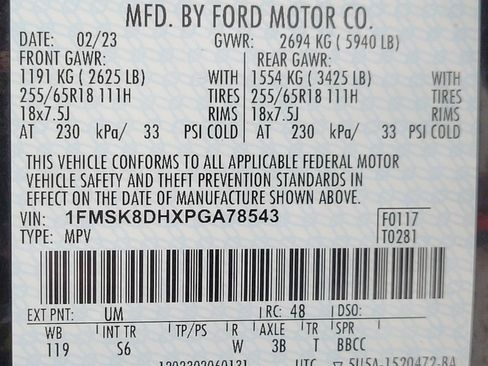 MFD. BY FORD MOTOR CO.
DATE: 02/23 GVWR: 2694 KG ( 5940 LB)
FRONT GAWR: REAR GAWR:
1191 KG ( 2625 LB) WITH 1554 KG ( 3425 LB) WITH
255/65R18 111H TIRES 255/65R18 111H TIRES
18x7.5J RIMS 18x7.5J RIMS
AT 230 kPa/ 33 PSI COLD AT 230 kPa/ 33 PSI COLD
THIS VEHICLE CONFORMS TO ALL APPLICABLE FEDERAL MOTOR
VEHICLE SAFETY AND THEFT PREVENTION STANDARDS IN
EFFECT ON THE DATE OF MANUFACTURE SHOWN ABOVE.
VIN: 1FMSK8DHXPGA78543 F0117
TYPE: MPV T0281
EXT PNT: UM RC: 48 DSO:
WB INT TR TP/PS R AXLE TR SPR
119 S6 W 3B T BBCC
UTC 5U5A-1520472-BA